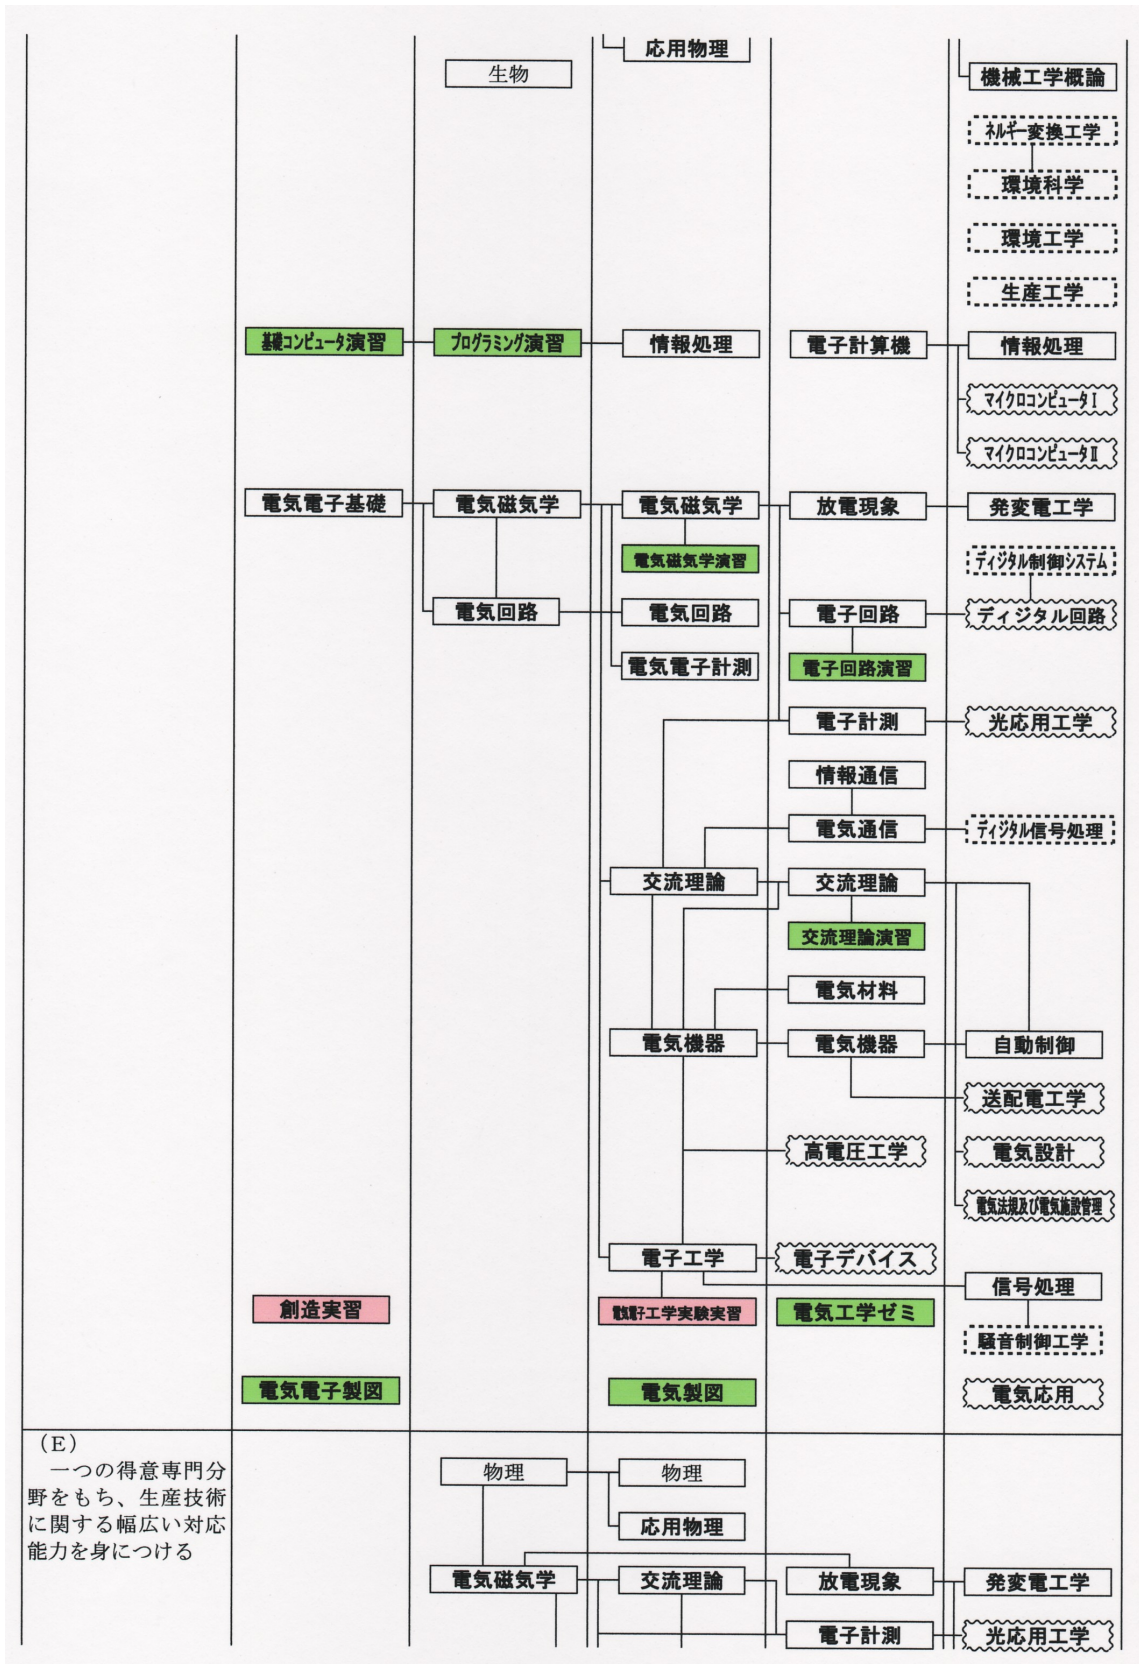 応用物理
生物
機械工学概論
ネルギー変換工学
環境科学
環境工学
生産工学
基礎コンピュータ演習
プログラミング演習
情報処理
電子計算機
情報処理
マイクロコンピュータⅠ
マイクロコンピュータⅡ
電気電子基礎
電気磁気学
電気磁気学
放電現象
発変電工学
電気磁気学演習
ディジタル制御システム
電気回路
電気回路
電子回路
ディジタル回路
電気電子計測
電子回路演習
電子計測
光応用工学
情報通信
電気通信
ディジタル信号処理
交流理論
交流理論
交流理論演習
電気材料
電気機器
電気機器
自動制御
送配電工学
高電圧工学
電気設計
電気法規及び電気施設管理
電子工学
電子デバイス
信号処理
創造実習
電気電子工学実験実習
電気工学ゼミ
騒音制御工学
電気電子製図
電気製図
電気応用
（E）
一つの得意専門分
野をもち、生産技術
に関する幅広い対応
能力を身につける
物理
物理
応用物理
電気磁気学
交流理論
放電現象
発変電工学
電子計測
光応用工学